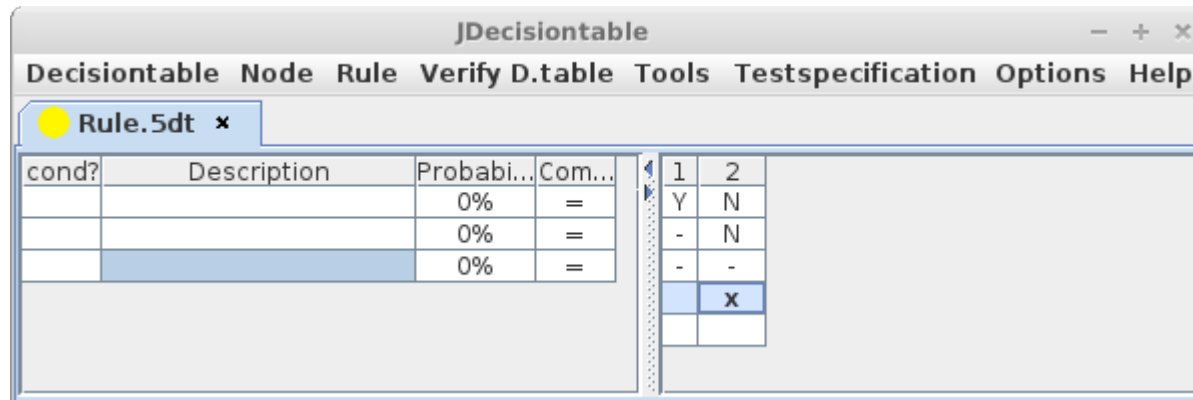 JDecisiontable
Decisiontable Node Rule Verify D.table Tools Testspecification Options Help
Rule.5dt
cond? Description Probabi... Com... 1 2
0% = Y N
0% = - N
0% = - -
x